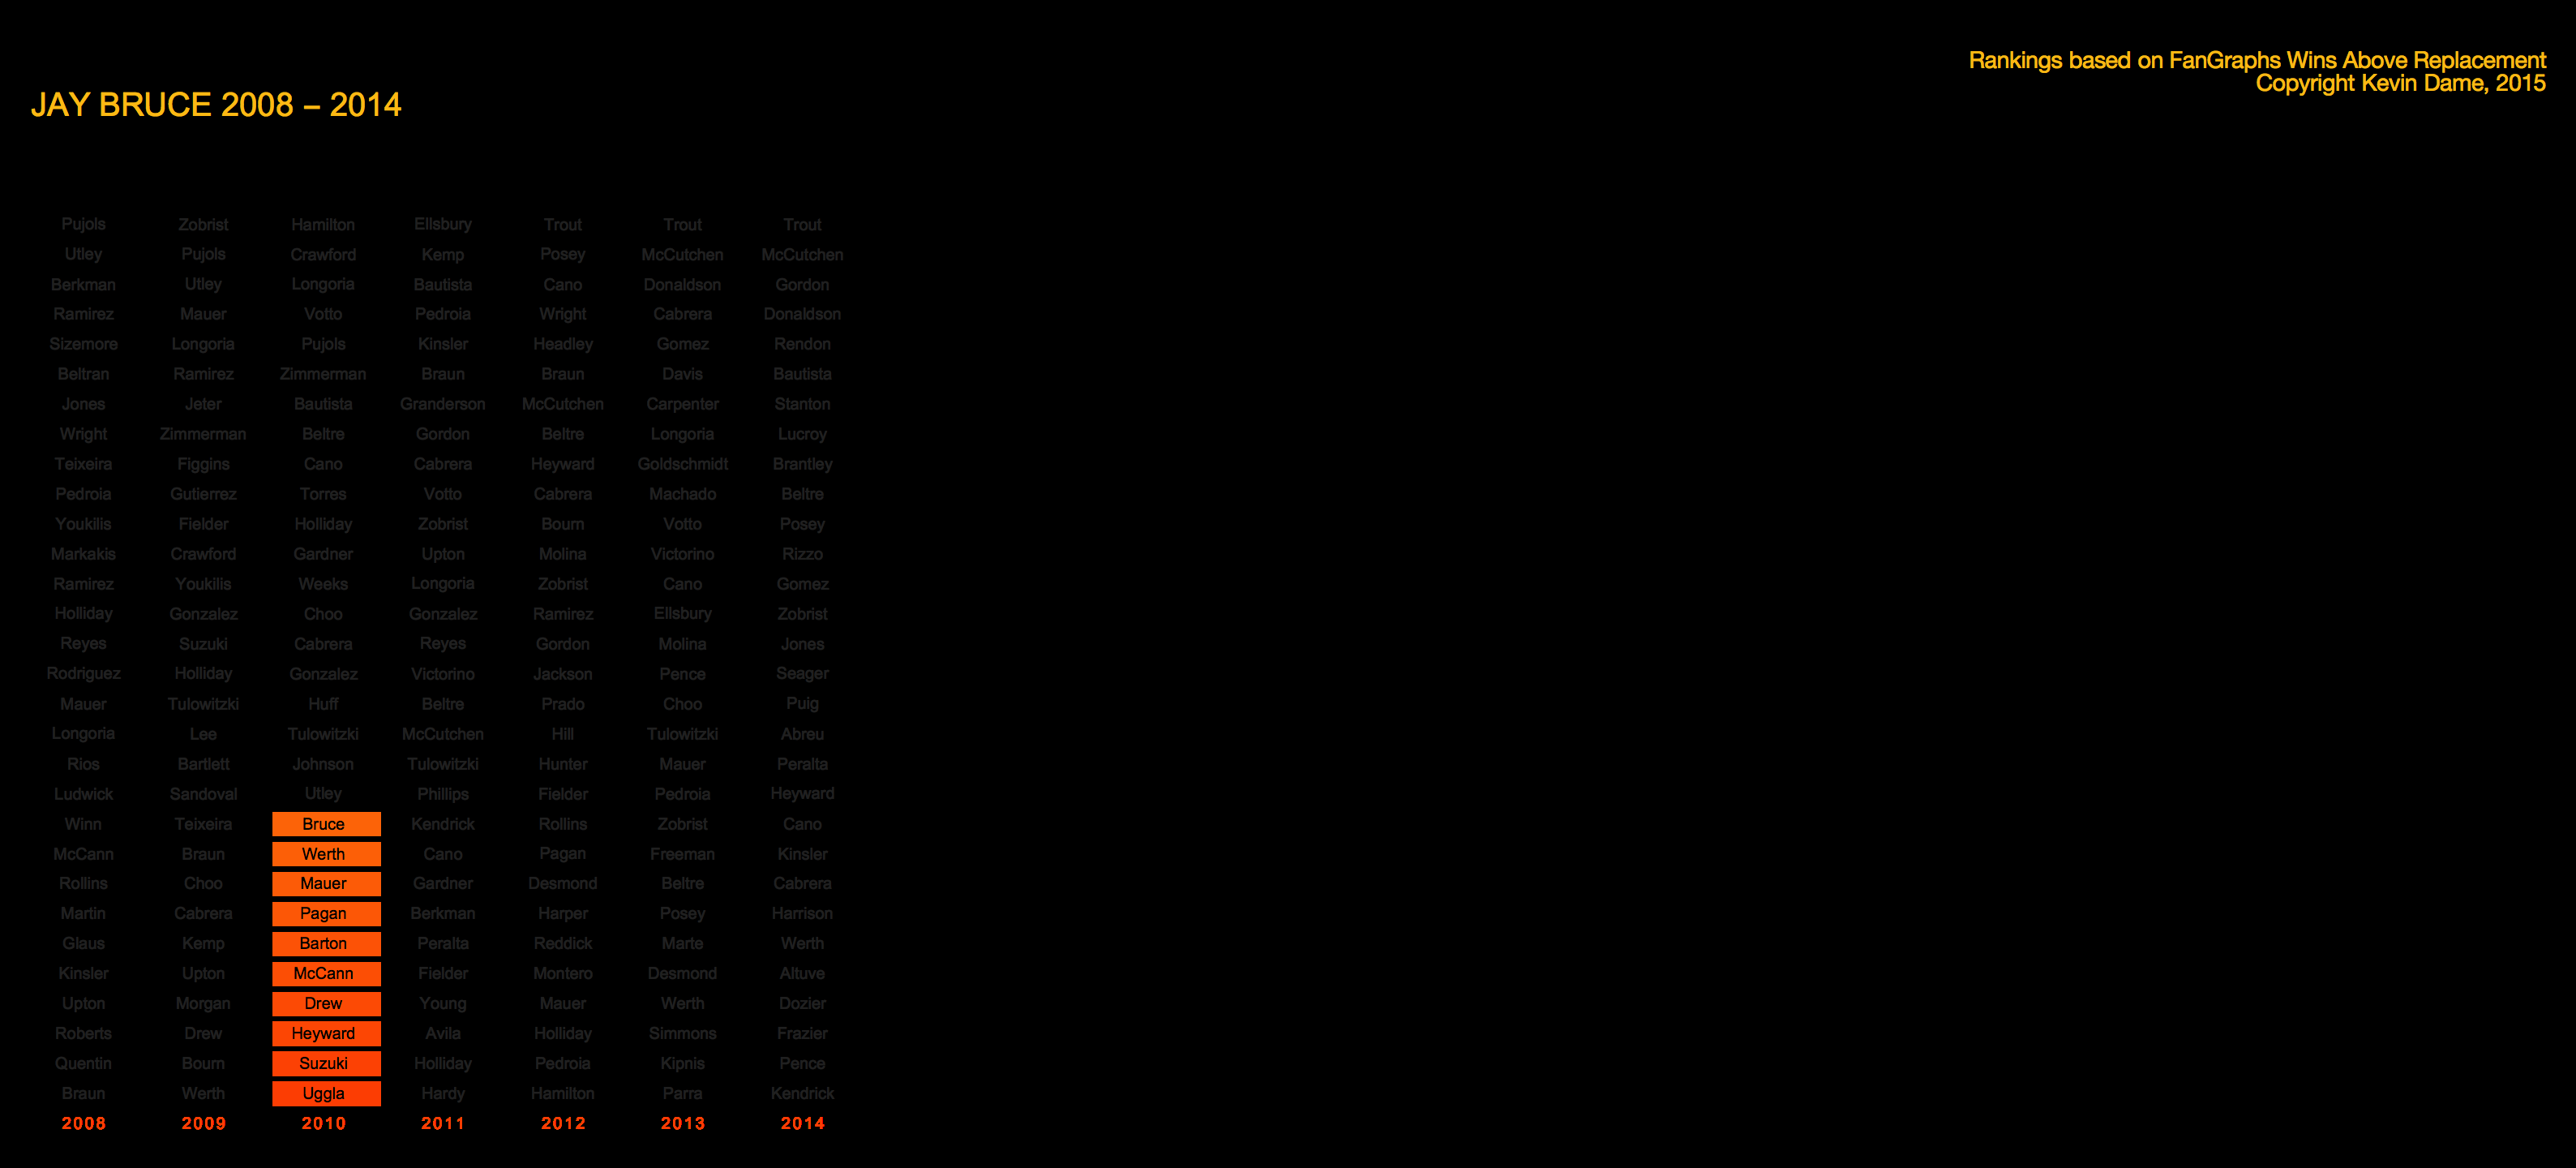 Rankings based on FanGraphs Wins Above Replacement
Copyright Kevin Dame, 2015
JAY BRUCE 2008 – 2014
Pujols Zobrist Hamilton Ellsbury Trout Trout Trout
Utley Pujols Crawford Kemp Posey McCutchen McCutchen
Berkman Utley Longoria Bautista Cano Donaldson Gordon
Ramirez Mauer Votto Pedroia Wright Cabrera Donaldson
Sizemore Longoria Pujols Kinsler Headley Gomez Rendon
Beltran Ramirez Zimmerman Braun Braun Davis Bautista
Jones Jeter Bautista Granderson McCutchen Carpenter Stanton
Wright Zimmerman Beltre Gordon Beltre Longoria Lucroy
Teixeira Figgins Cano Cabrera Heyward Goldschmidt Brantley
Pedroia Gutierrez Torres Votto Cabrera Machado Beltre
Youkilis Fielder Holliday Zobrist Bourn Votto Posey
Markakis Crawford Gardner Upton Molina Victorino Rizzo
Ramirez Youkilis Weeks Longoria Zobrist Cano Gomez
Holliday Gonzalez Choo Gonzalez Ramirez Ellsbury Zobrist
Reyes Suzuki Cabrera Reyes Gordon Molina Jones
Rodriguez Holliday Gonzalez Victorino Jackson Pence Seager
Mauer Tulowitzki Huff Beltre Prado Choo Puig
Longoria Lee Tulowitzki McCutchen Hill Tulowitzki Abreu
Rios Bartlett Johnson Tulowitzki Hunter Mauer Peralta
Ludwick Sandoval Utley Phillips Fielder Pedroia Heyward
Winn Teixeira Bruce Kendrick Rollins Zobrist Cano
McCann Braun Werth Cano Pagan Freeman Kinsler
Rollins Choo Mauer Gardner Desmond Beltre Cabrera
Martin Cabrera Pagan Berkman Harper Posey Harrison
Glaus Kemp Barton Peralta Reddick Marte Werth
Kinsler Upton McCann Fielder Montero Desmond Altuve
Upton Morgan Drew Young Mauer Werth Dozier
Roberts Drew Heyward Avila Holliday Simmons Frazier
Quentin Bourn Suzuki Holliday Pedroia Kipnis Pence
Braun Werth Uggla Hardy Hamilton Parra Kendrick
2008 2009 2010 2011 2012 2013 2014